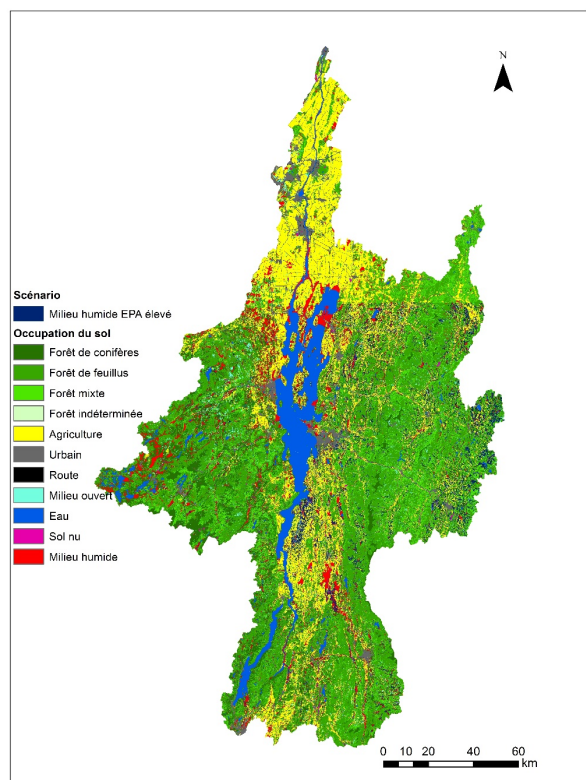 N
Scénario
Milieu humide EPA élevé
Occupation du sol
Forêt de conifères
Forêt de feuillus
Forêt mixte
Forêt indéterminée
Agriculture
Urbain
Route
Milieu ouvert
Eau
Sol nu
Milieu humide
0 10 20 40 60
km